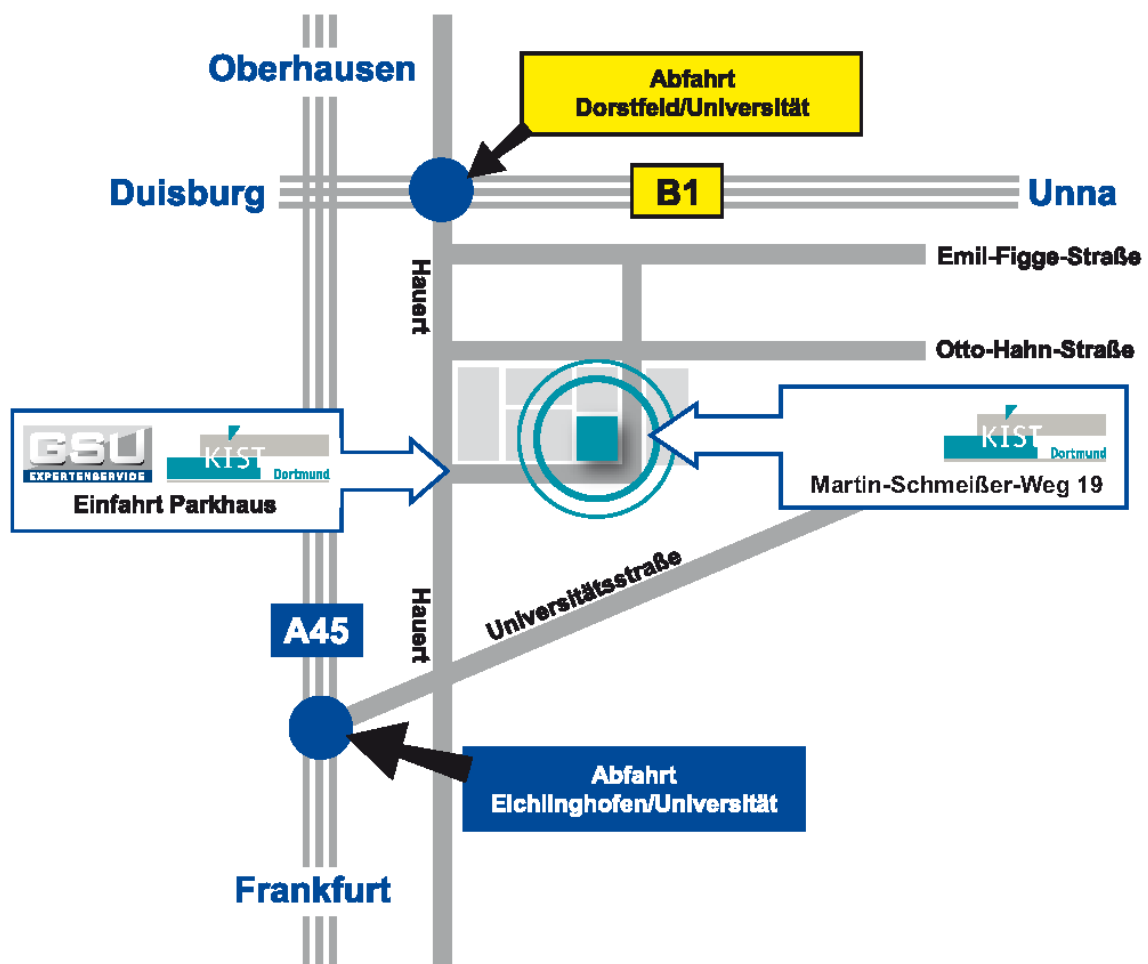 Oberhausen
Abfahrt
Dorstfeld/Universität
Duisburg
B1
Unna
Emil-Figge-Straße
Hauert
Otto-Hahn-Straße
GSU
EXPERTENSERVICE
KIST
Dortmund
Einfahrt Parkhaus
KIST
Dortmund
Martin-Schmeißer-Weg 19
Universitätsstraße
Hauert
A45
Abfahrt
Eichlinghofen/Universität
Frankfurt